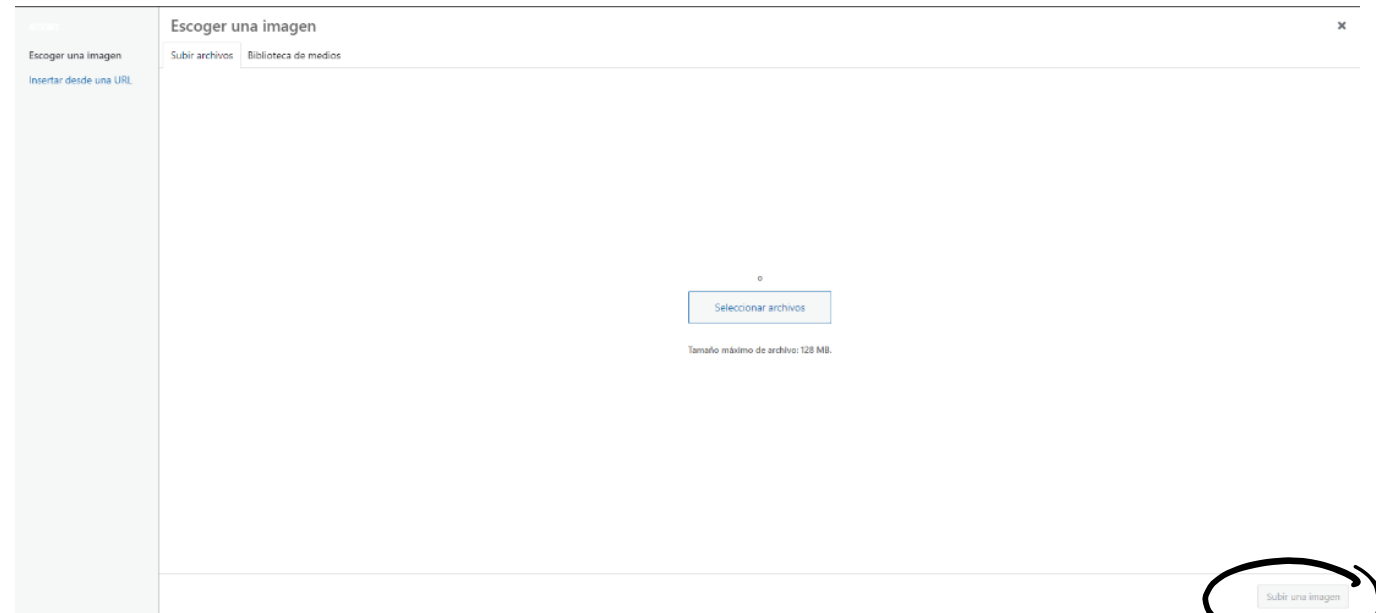 Escoger una imagen
Escoger una imagen
Insertar desde una URL
Subir archivos
Biblioteca de medios
o
Seleccionar archivos
Tamaño máximo de archivo: 128 MB.
Subir una imagen